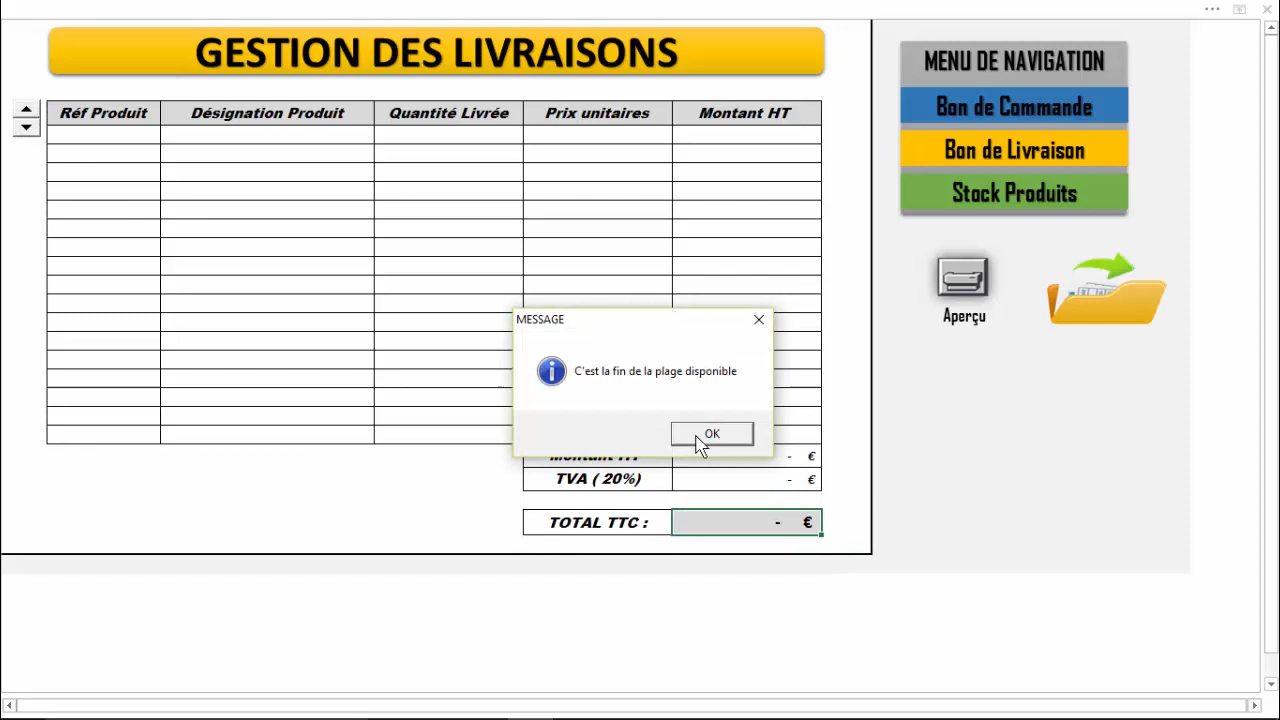 GESTION DES LIVRAISONS
Réf Produit Désignation Produit Quantité Livrée Prix unitaires Montant HT
MENU DE NAVIGATION
Bon de Commande
Bon de Livraison
Stock Produits
Aperçu
MESSAGE
C'est la fin de la plage disponible
OK
Montant HT - €
TVA ( 20%) - €
TOTAL TTC : - €